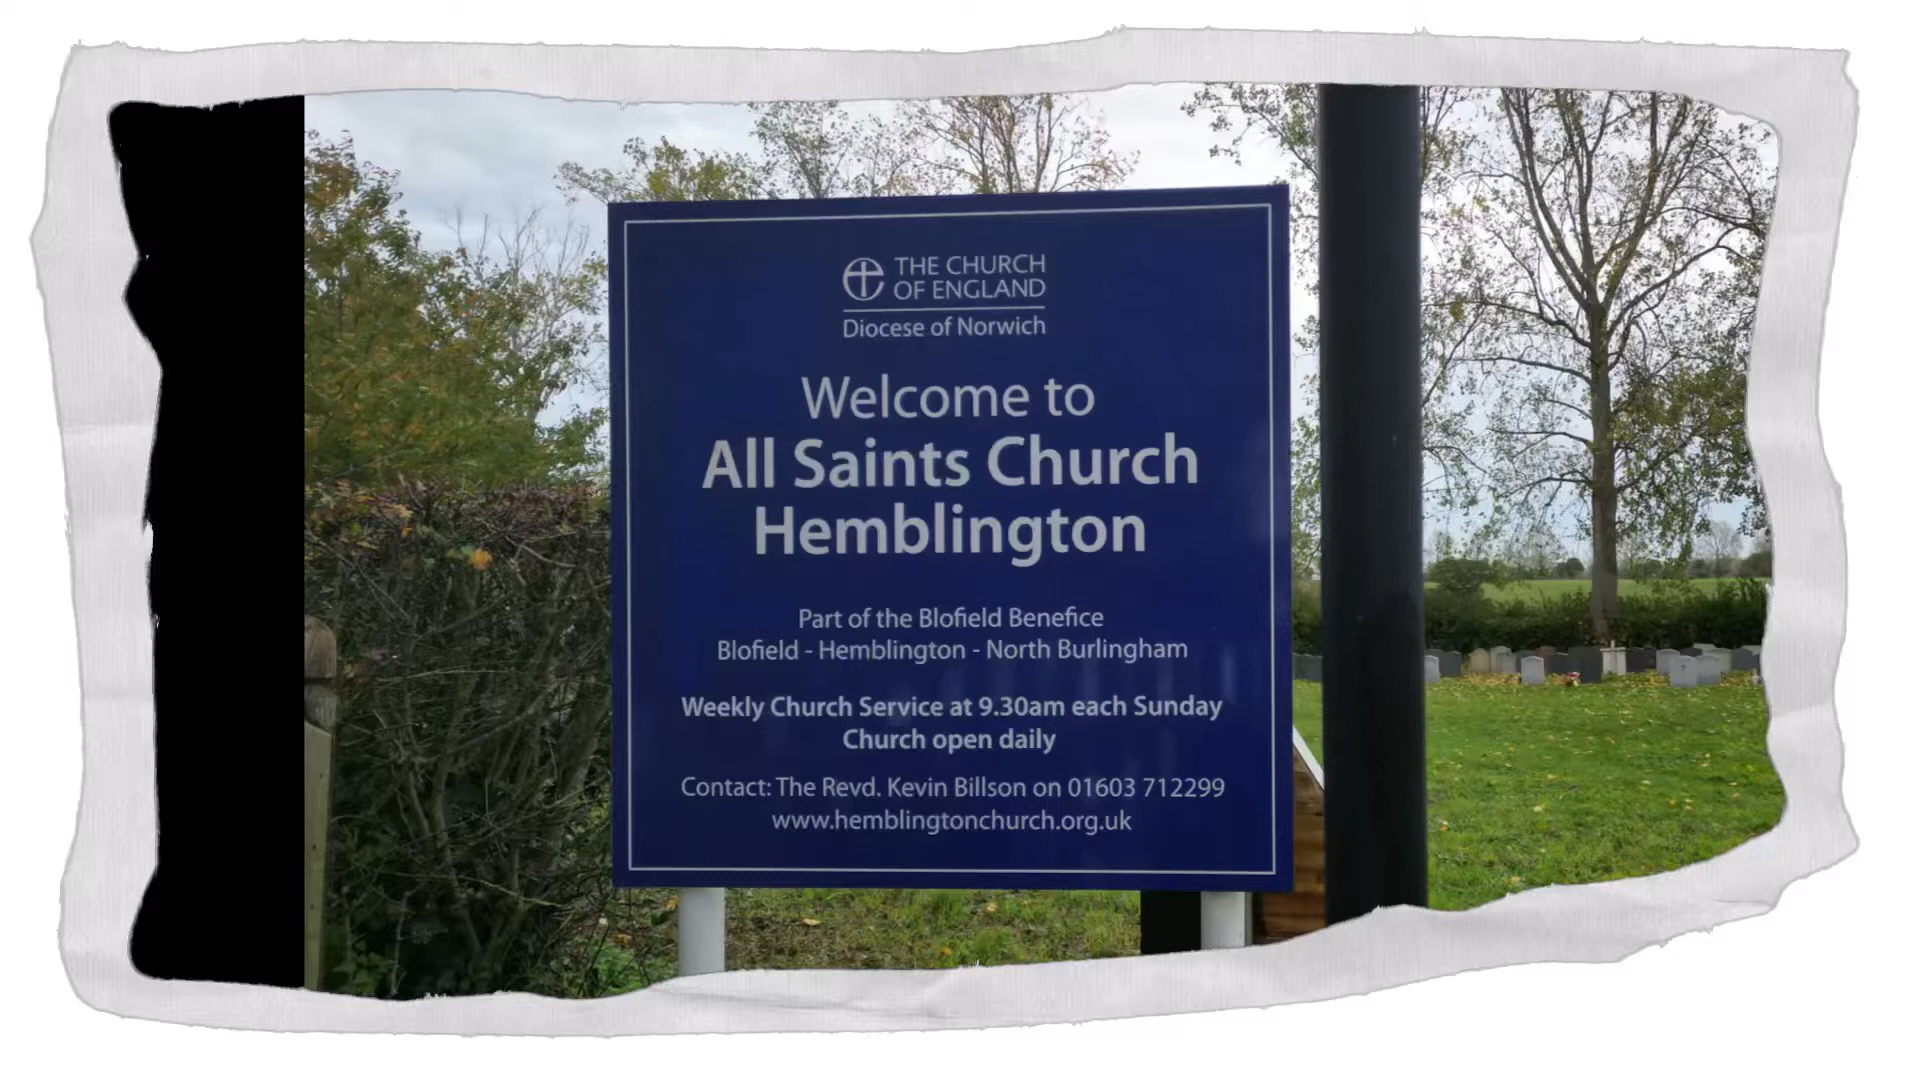 THE CHURCH
OF ENGLAND
Diocese of Norwich
Welcome to
All Saints Church
Hemblington
Part of the Blofield Benefice
Blofield - Hemblington - North Burlingham
Weekly Church Service at 9.30am each Sunday
Church open daily
Contact: The Revd. Kevin Billson on 01603 712299
www.hemblingtonchurch.org.uk